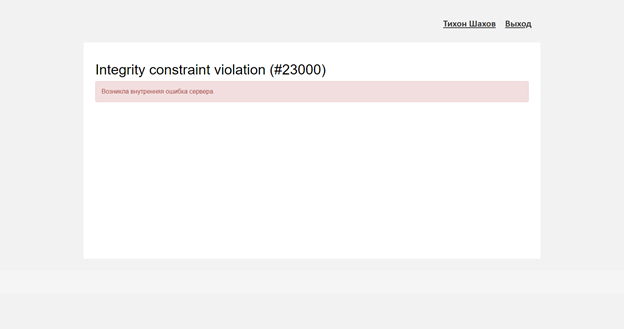 Тихон Шахов Выход
Integrity constraint violation (#23000)
Возникла внутренняя ошибка сервера.